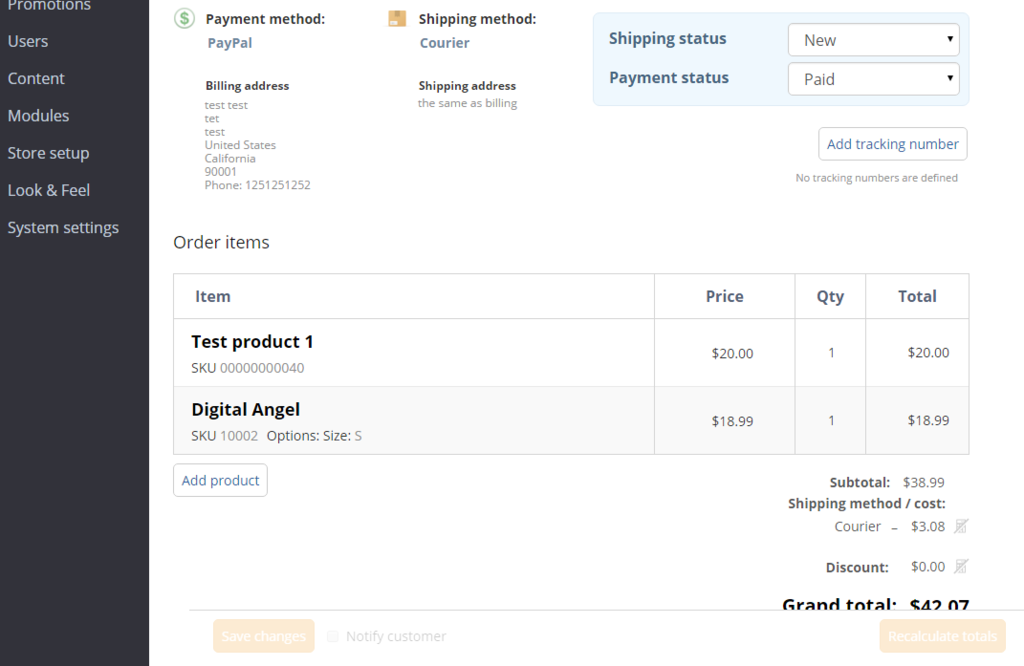 Promotions
Users
Content
Modules
Store setup
Look & Feel
System settings
Payment method:
PayPal
Shipping method:
Courier
Billing address
test test
tet
test
United States
California
90001
Phone: 1251251252
Shipping address
the same as billing
Shipping status New
Payment status Paid
Add tracking number
No tracking numbers are defined
Order items
Item Price Qty Total
Test product 1
SKU 00000000040 $20.00 1 $20.00
Digital Angel
SKU 10002 Options: Size: S $18.99 1 $18.99
Add product
Subtotal: $38.99
Shipping method / cost:
Courier – $3.08
Discount: $0.00
Grand total: $42.07
Save changes Notify customer Recalculate totals